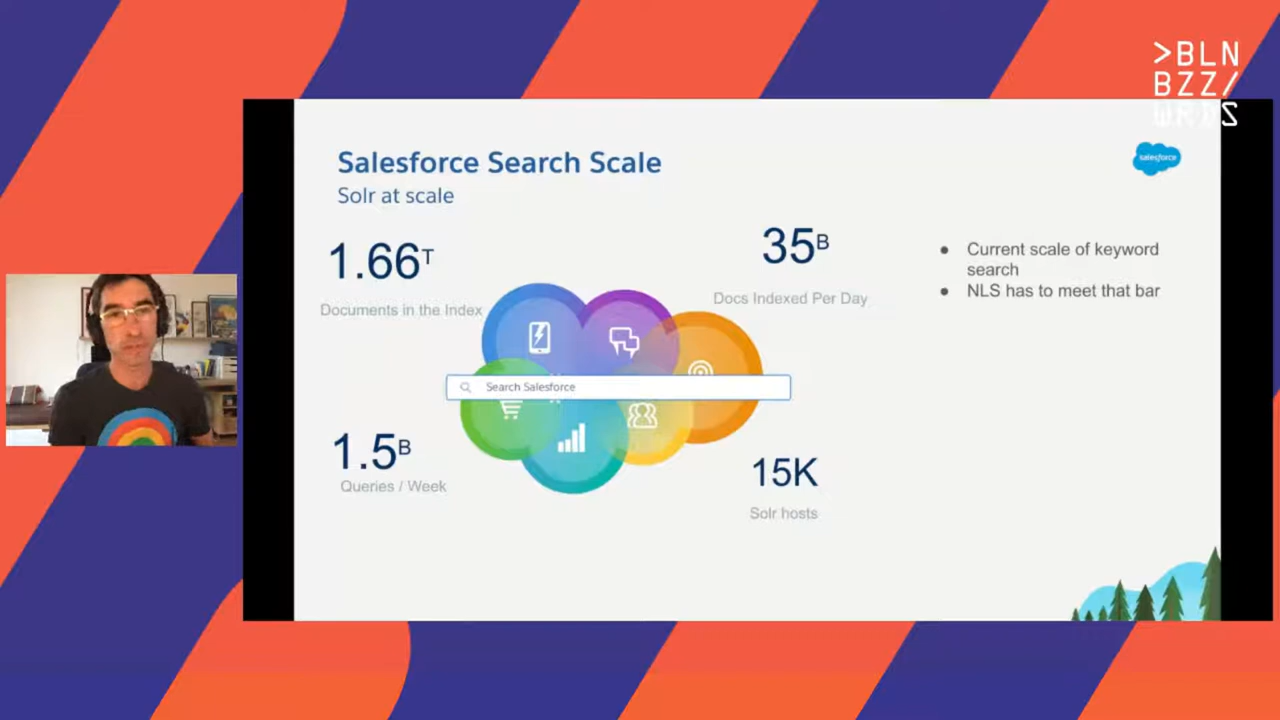 >BLN
BZZ/
WRDS
Salesforce Search Scale
salesforce
Solr at scale
1.66T
35B
Documents in the Index
Docs Indexed Per Day
Search Salesforce
1.5B
Queries / Week
15K
Solr hosts
● Current scale of keyword
search
● NLS has to meet that bar